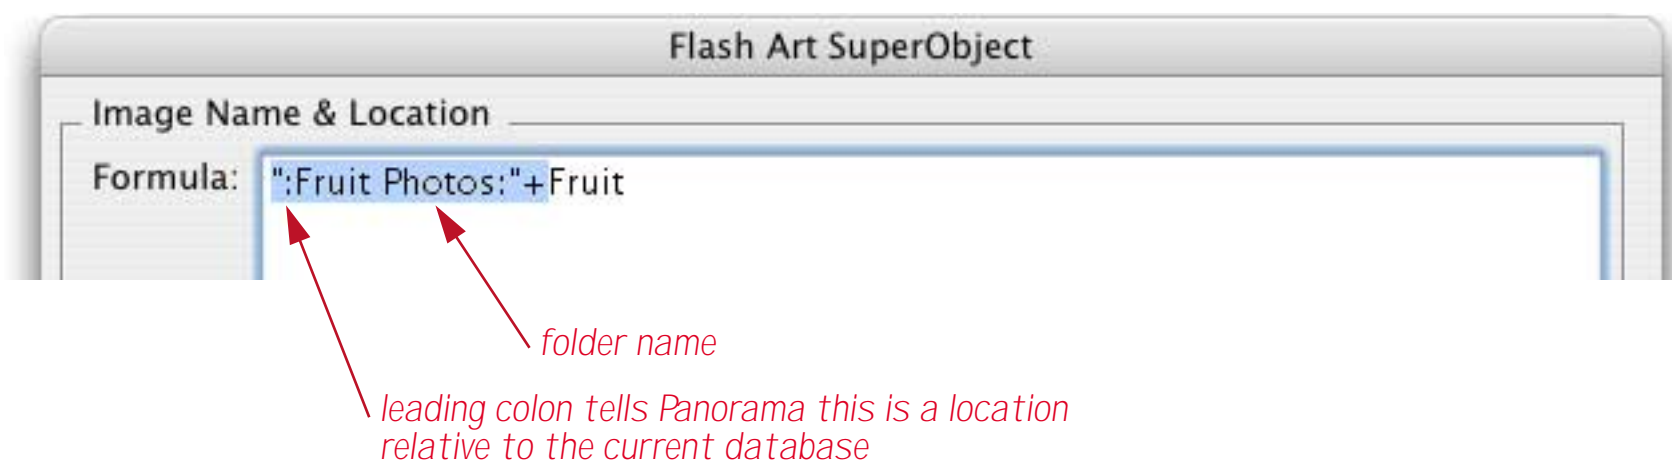 Flash Art SuperObject
Image Name & Location
Formula: ":Fruit Photos:"+Fruit
folder name
leading colon tells Panorama this is a location
relative to the current database